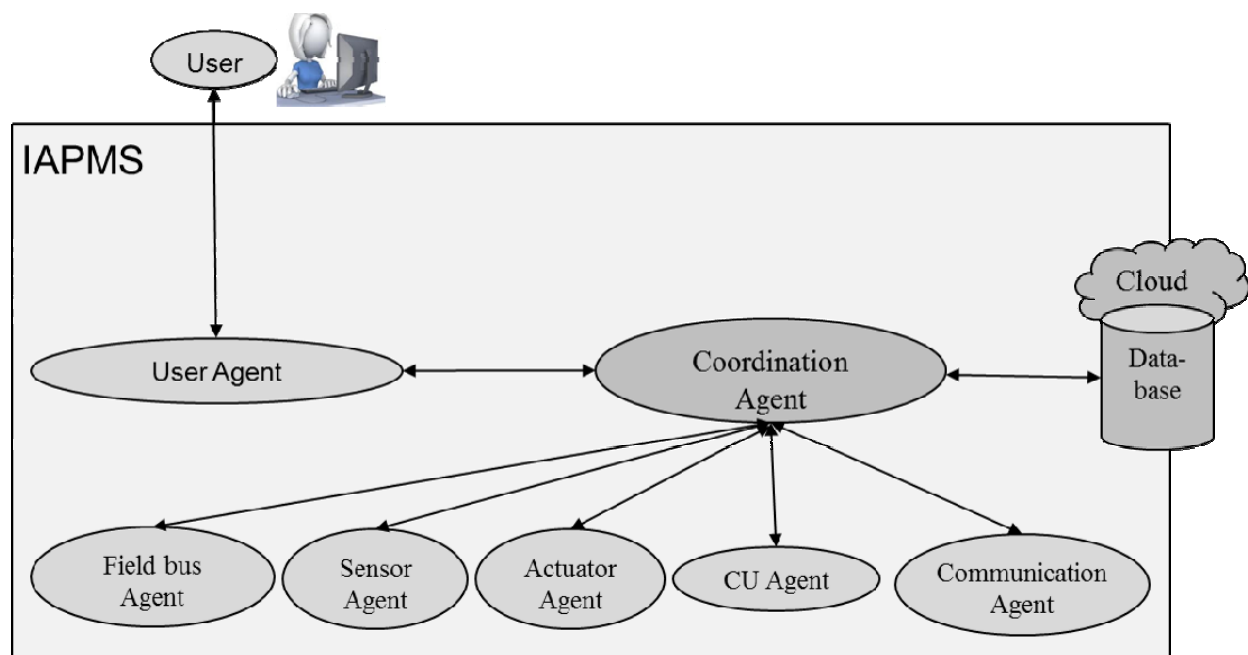 User
IAPMS
Cloud
User Agent
Coordination
Agent
Data-
base
Field bus
Agent
Sensor
Agent
Actuator
Agent
CU Agent
Communication
Agent